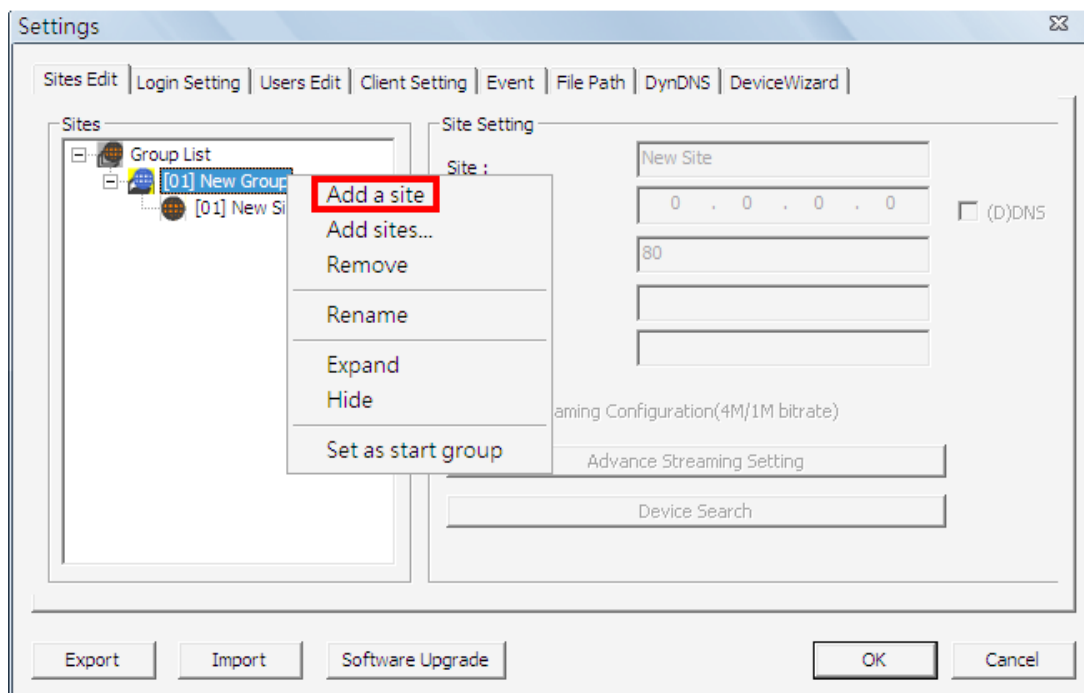 Settings
Sites Edit Login Setting Users Edit Client Setting Event File Path DynDNS DeviceWizard
Sites
Group List
[01] New Group
[01] New Si
Add a site
Add sites...
Remove
Rename
Expand
Hide
Set as start group
Site Setting
Site :
New Site
0 . 0 . 0 . 0
(D)DNS
80
aming Configuration(4M/1M bitrate)
Advance Streaming Setting
Device Search
Export Import Software Upgrade OK Cancel